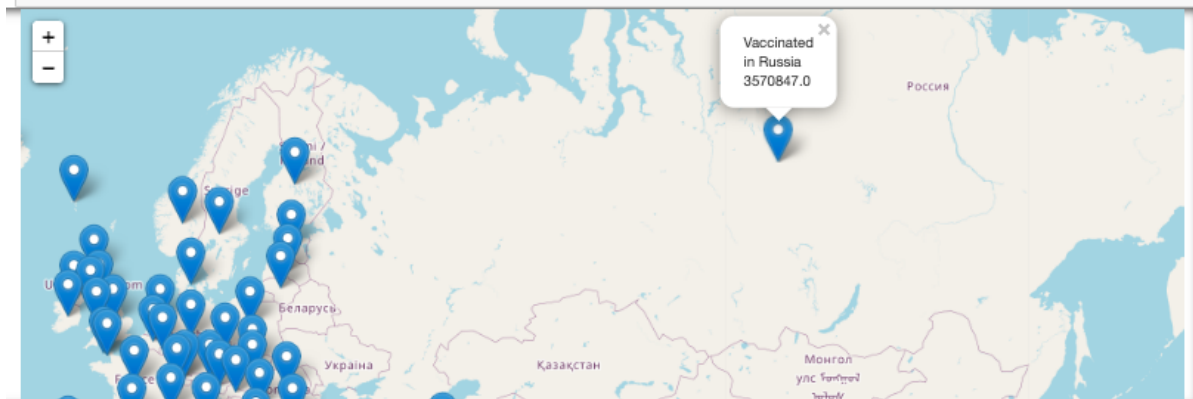 +
−
×
Vaccinated
in Russia
3570847.0
Россия
Sverige
Беларусь
Україна
Қазақстан
Монгол
улс